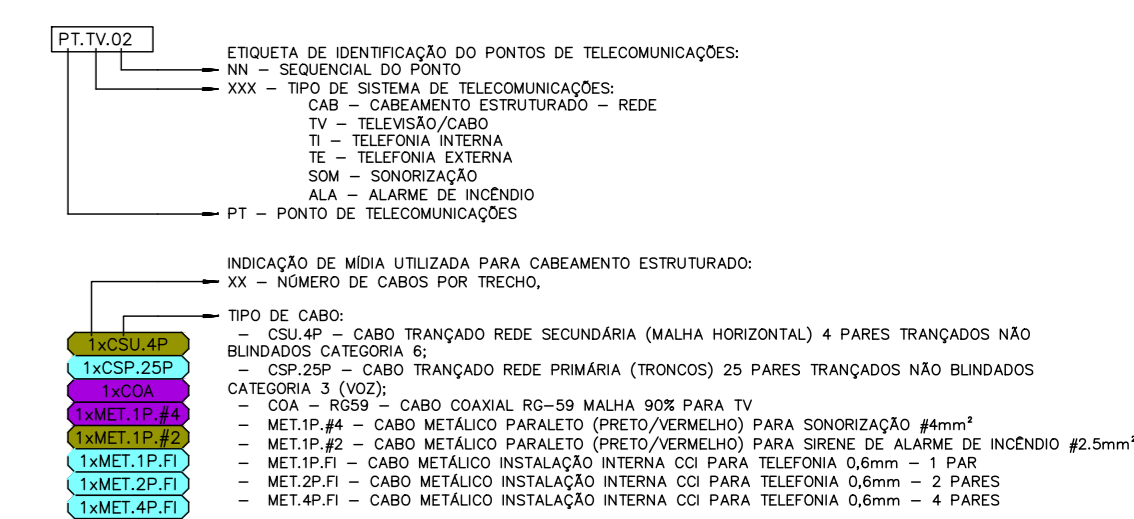 PT.TV.02
ETIQUETA DE IDENTIFICAÇÃO DO PONTOS DE TELECOMUNICAÇÕES:
NN – SEQUENCIAL DO PONTO
XXX – TIPO DE SISTEMA DE TELECOMUNICAÇÕES:
CAB – CABEAMENTO ESTRUTURADO – REDE
TV – TELEVISÃO/CABO
TI – TELEFONIA INTERNA
TE – TELEFONIA EXTERNA
SOM – SONORIZAÇÃO
ALA – ALARME DE INCÊNDIO
PT – PONTO DE TELECOMUNICAÇÕES
INDICAÇÃO DE MÍDIA UTILIZADA PARA CABEAMENTO ESTRUTURADO:
XX – NÚMERO DE CABOS POR TRECHO,
TIPO DE CABO:
– CSU.4P – CABO TRANÇADO REDE SECUNDÁRIA (MALHA HORIZONTAL) 4 PARES TRANÇADOS NÃO
BLINDADOS CATEGORIA 6;
– CSP.25P – CABO TRANÇADO REDE PRIMÁRIA (TRONCOS) 25 PARES TRANÇADOS NÃO BLINDADOS
CATEGORIA 3 (VOZ);
– COA – RG59 – CABO COAXIAL RG–59 MALHA 90% PARA TV
– MET.1P.#4 – CABO METÁLICO PARALETO (PRETO/VERMELHO) PARA SONORIZAÇÃO #4mm²
– MET.1P.#2 – CABO METÁLICO PARALETO (PRETO/VERMELHO) PARA SIRENE DE ALARME DE INCÊNDIO #2.5mm²
– MET.1P.FI – CABO METÁLICO INSTALAÇÃO INTERNA CCI PARA TELEFONIA 0,6mm – 1 PAR
– MET.2P.FI – CABO METÁLICO INSTALAÇÃO INTERNA CCI PARA TELEFONIA 0,6mm – 2 PARES
– MET.4P.FI – CABO METÁLICO INSTALAÇÃO INTERNA CCI PARA TELEFONIA 0,6mm – 4 PARES
1xCSU.4P
1xCSP.25P
1xCOA
1xMET.1P.#4
1xMET.1P.#2
1xMET.1P.FI
1xMET.2P.FI
1xMET.4P.FI